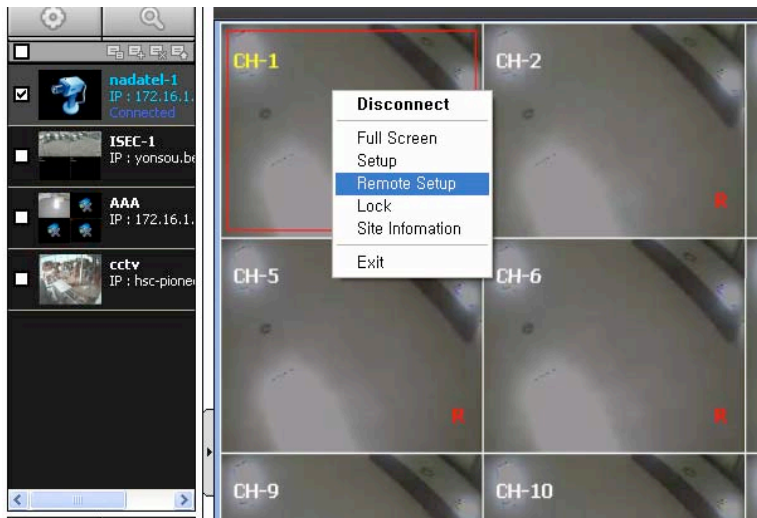 nadatel-1
IP : 172.16.1.
Connected
ISEC-1
IP : yonsou.be
AAA
IP : 172.16.1.
cctv
IP : hsc-pione
CH-1
CH-2
Disconnect
Full Screen
Setup
Remote Setup
Lock
Site Infomation
Exit
R
CH-5
CH-6
R
R
CH-9
CH-10